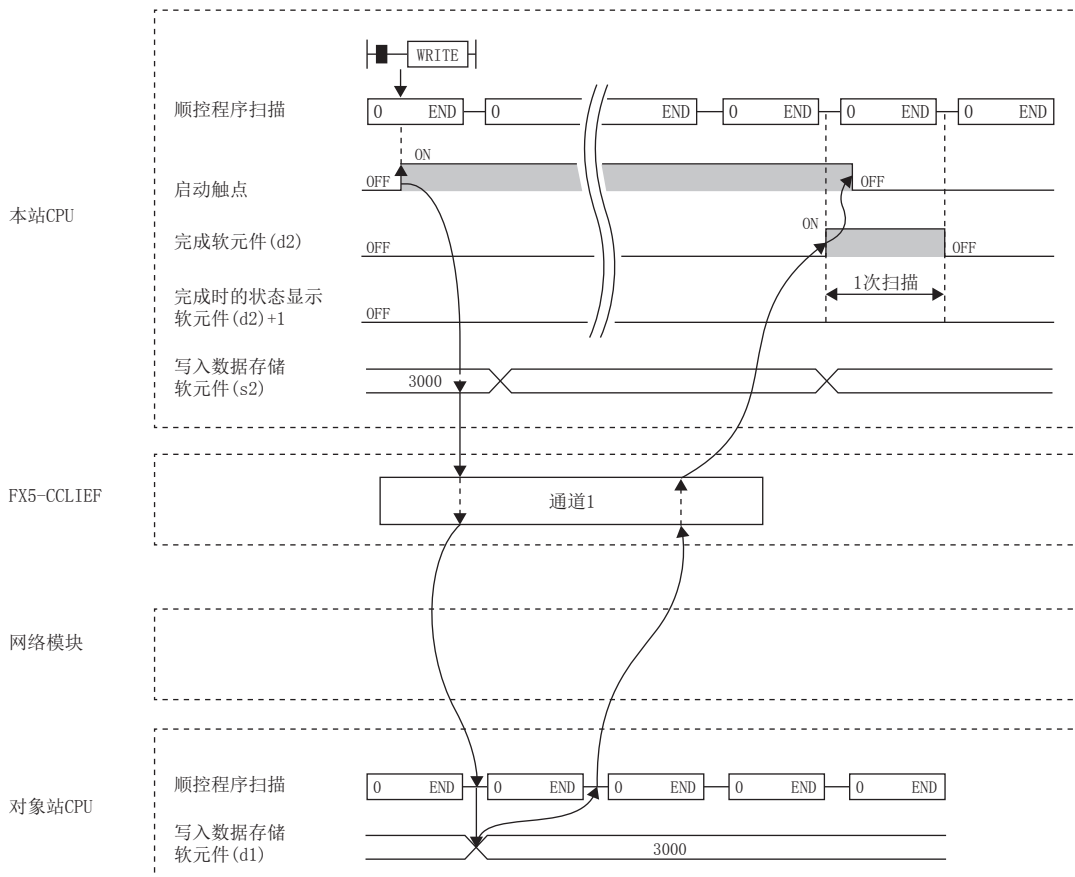 WRITE
顺控程序扫描
0 END 0 END 0 END 0 END 0 END
ON
启动触点
OFF
OFF
本站CPU
ON
完成软元件(d2)
OFF
OFF
完成时的状态显示
1次扫描
软元件(d2)+1
OFF
写入数据存储
软元件(s2)
3000
FX5-CCLIEF
通道1
网络模块
顺控程序扫描
0 END 0 END 0 END 0 END 0 END
对象站CPU
写入数据存储
软元件(d1)
3000